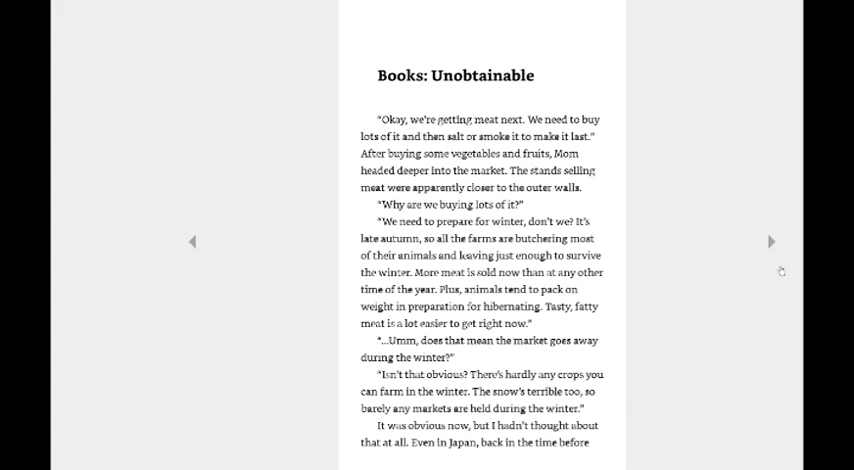 Books: Unobtainable
“Okay, we're getting meat next. We need to buy
lots of it and then salt or smoke it to make it last.”
After buying some vegetables and fruits, Mom
headed deeper into the market. The stands selling
meat were apparently closer to the outer walls.
“Why are we buying lots of it?”
“We need to prepare for winter, don't we? It's
late autumn, so all the farms are butchering most
of their animals and leaving just enough to survive
the winter. More meat is sold now than at any other
time of the year. Plus, animals tend to pack on
weight in preparation for hibernating. Tasty, fatty
meat is a lot easier to get right now.”
“...Umm, does that mean the market goes away
during the winter?”
“Isn't that obvious? There's hardly any crops you
can farm in the winter. The snow's terrible too, so
barely any markets are held during the winter.”
It was obvious now, but I hadn't thought about
that at all. Even in Japan, back in the time before